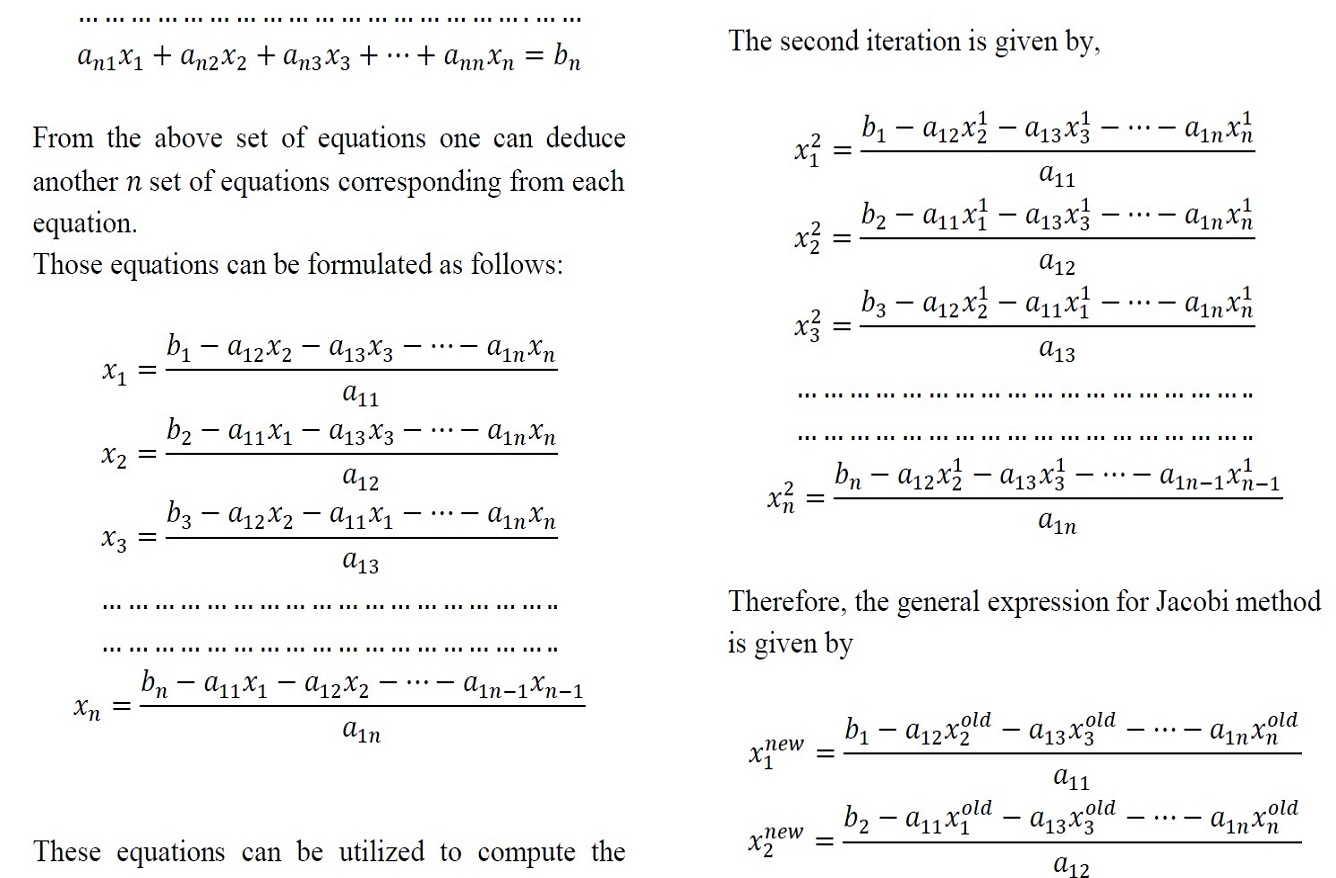 ... ... ... ... ... ... ... ... ... ... ... ... ... ... ... ... ... . ... ...
a_{n1}x_1 + a_{n2}x_2 + a_{n3}x_3 + ⋯ + a_{nn}x_n = b_n
From the above set of equations one can deduce
another n set of equations corresponding from each
equation.
Those equations can be formulated as follows:
x_1 = \frac{b_1 − a_{12}x_2 − a_{13}x_3 − ⋯ − a_{1n}x_n}{a_{11}}
x_2 = \frac{b_2 − a_{11}x_1 − a_{13}x_3 − ⋯ − a_{1n}x_n}{a_{12}}
x_3 = \frac{b_3 − a_{12}x_2 − a_{11}x_1 − ⋯ − a_{1n}x_n}{a_{13}}
... ... ... ... ... ... ... ... ... ... ... ... ... ... ... ... ... ..
... ... ... ... ... ... ... ... ... ... ... ... ... ... ... ... ... ..
x_n = \frac{b_n − a_{11}x_1 − a_{12}x_2 − ⋯ − a_{1n−1}x_{n−1}}{a_{1n}}
These equations can be utilized to compute the
The second iteration is given by,
x_1^2 = \frac{b_1 − a_{12}x_2^1 − a_{13}x_3^1 − ⋯ − a_{1n}x_n^1}{a_{11}}
x_2^2 = \frac{b_2 − a_{11}x_1^1 − a_{13}x_3^1 − ⋯ − a_{1n}x_n^1}{a_{12}}
x_3^2 = \frac{b_3 − a_{12}x_2^1 − a_{11}x_1^1 − ⋯ − a_{1n}x_n^1}{a_{13}}
... ... ... ... ... ... ... ... ... ... ... ... ... ... ... ... ... ..
... ... ... ... ... ... ... ... ... ... ... ... ... ... ... ... ... ..
x_n^2 = \frac{b_n − a_{12}x_2^1 − a_{13}x_3^1 − ⋯ − a_{1n−1}x_{n−1}^1}{a_{1n}}
Therefore, the general expression for Jacobi method
is given by
x_1^{new} = \frac{b_1 − a_{12}x_2^{old} − a_{13}x_3^{old} − ⋯ − a_{1n}x_n^{old}}{a_{11}}
x_2^{new} = \frac{b_2 − a_{11}x_1^{old} − a_{13}x_3^{old} − ⋯ − a_{1n}x_n^{old}}{a_{12}}